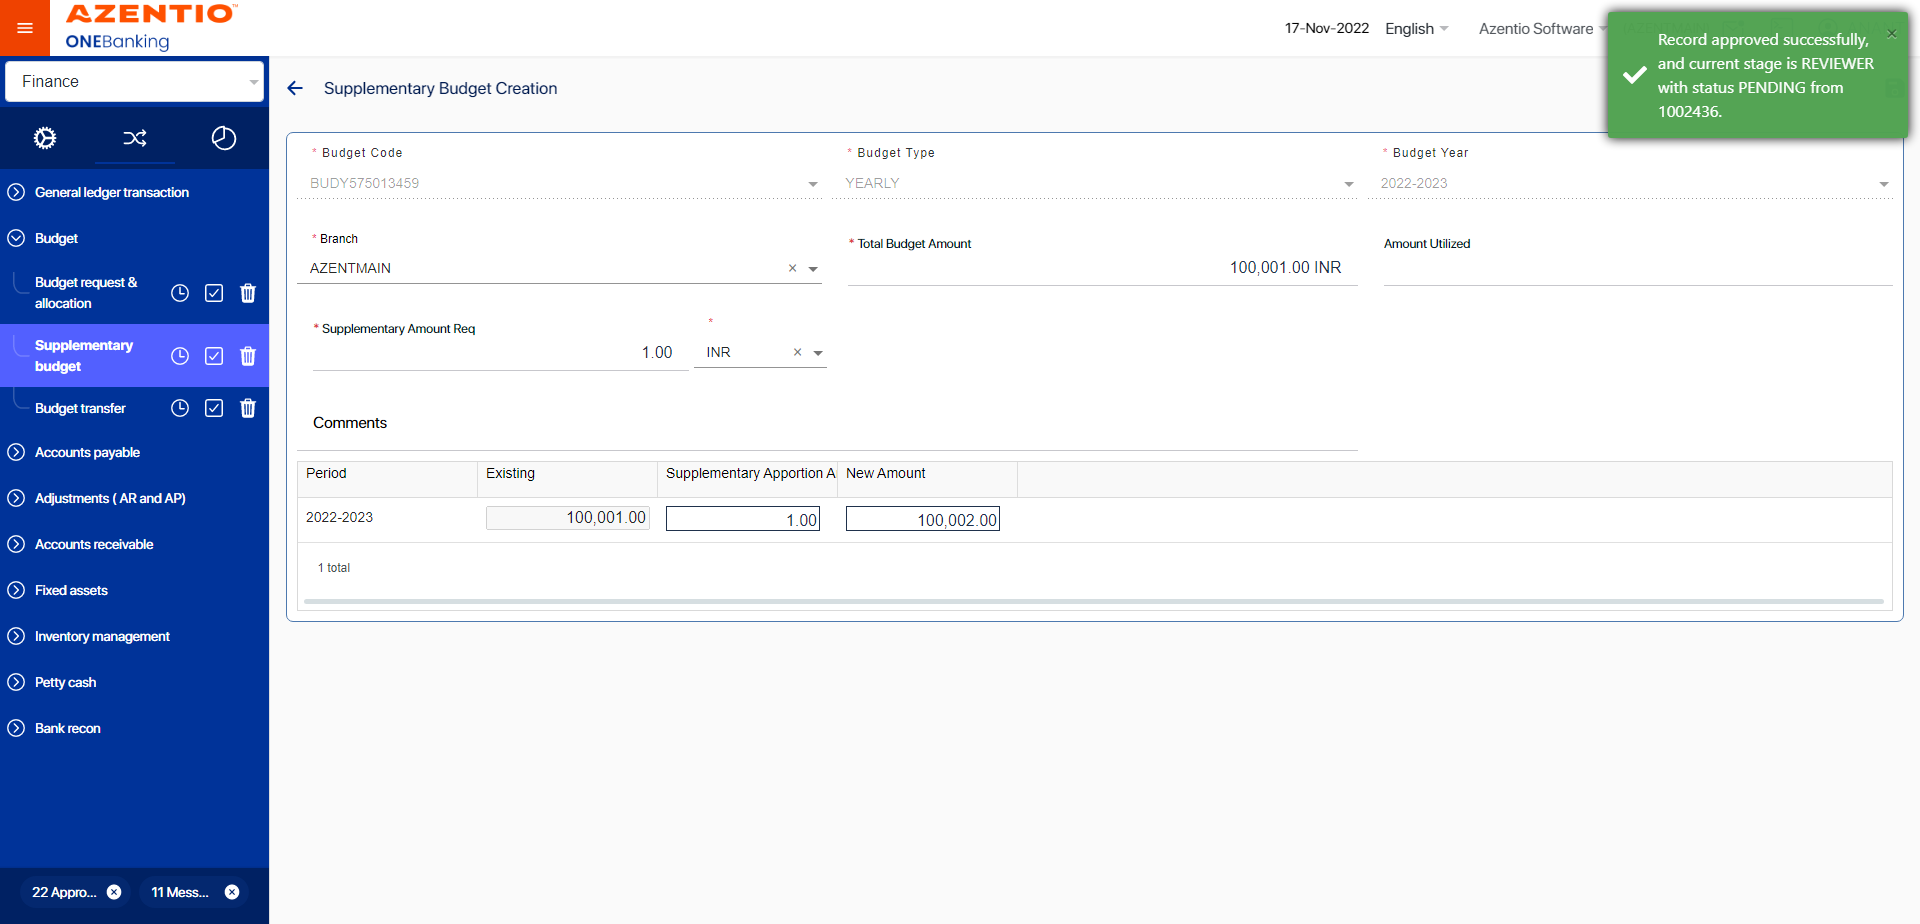 AZENTIO™
ONEBanking
17-Nov-2022 English Azentio Software
Record approved successfully,
and current stage is REVIEWER
with status PENDING from
1002436.
Finance
General ledger transaction
Budget
Budget request &
allocation
Supplementary
budget
Budget transfer
Accounts payable
Adjustments ( AR and AP)
Accounts receivable
Fixed assets
Inventory management
Petty cash
Bank recon
22 Appro...
11 Mess...
Supplementary Budget Creation
* Budget Code
BUDY575013459
* Budget Type
YEARLY
* Budget Year
2022-2023
* Branch
AZENTMAIN
* Total Budget Amount
100,001.00 INR
Amount Utilized
* Supplementary Amount Req
1.00
*
INR
Comments
Period Existing Supplementary Apportion A New Amount
2022-2023 100,001.00 1.00 100,002.00
1 total